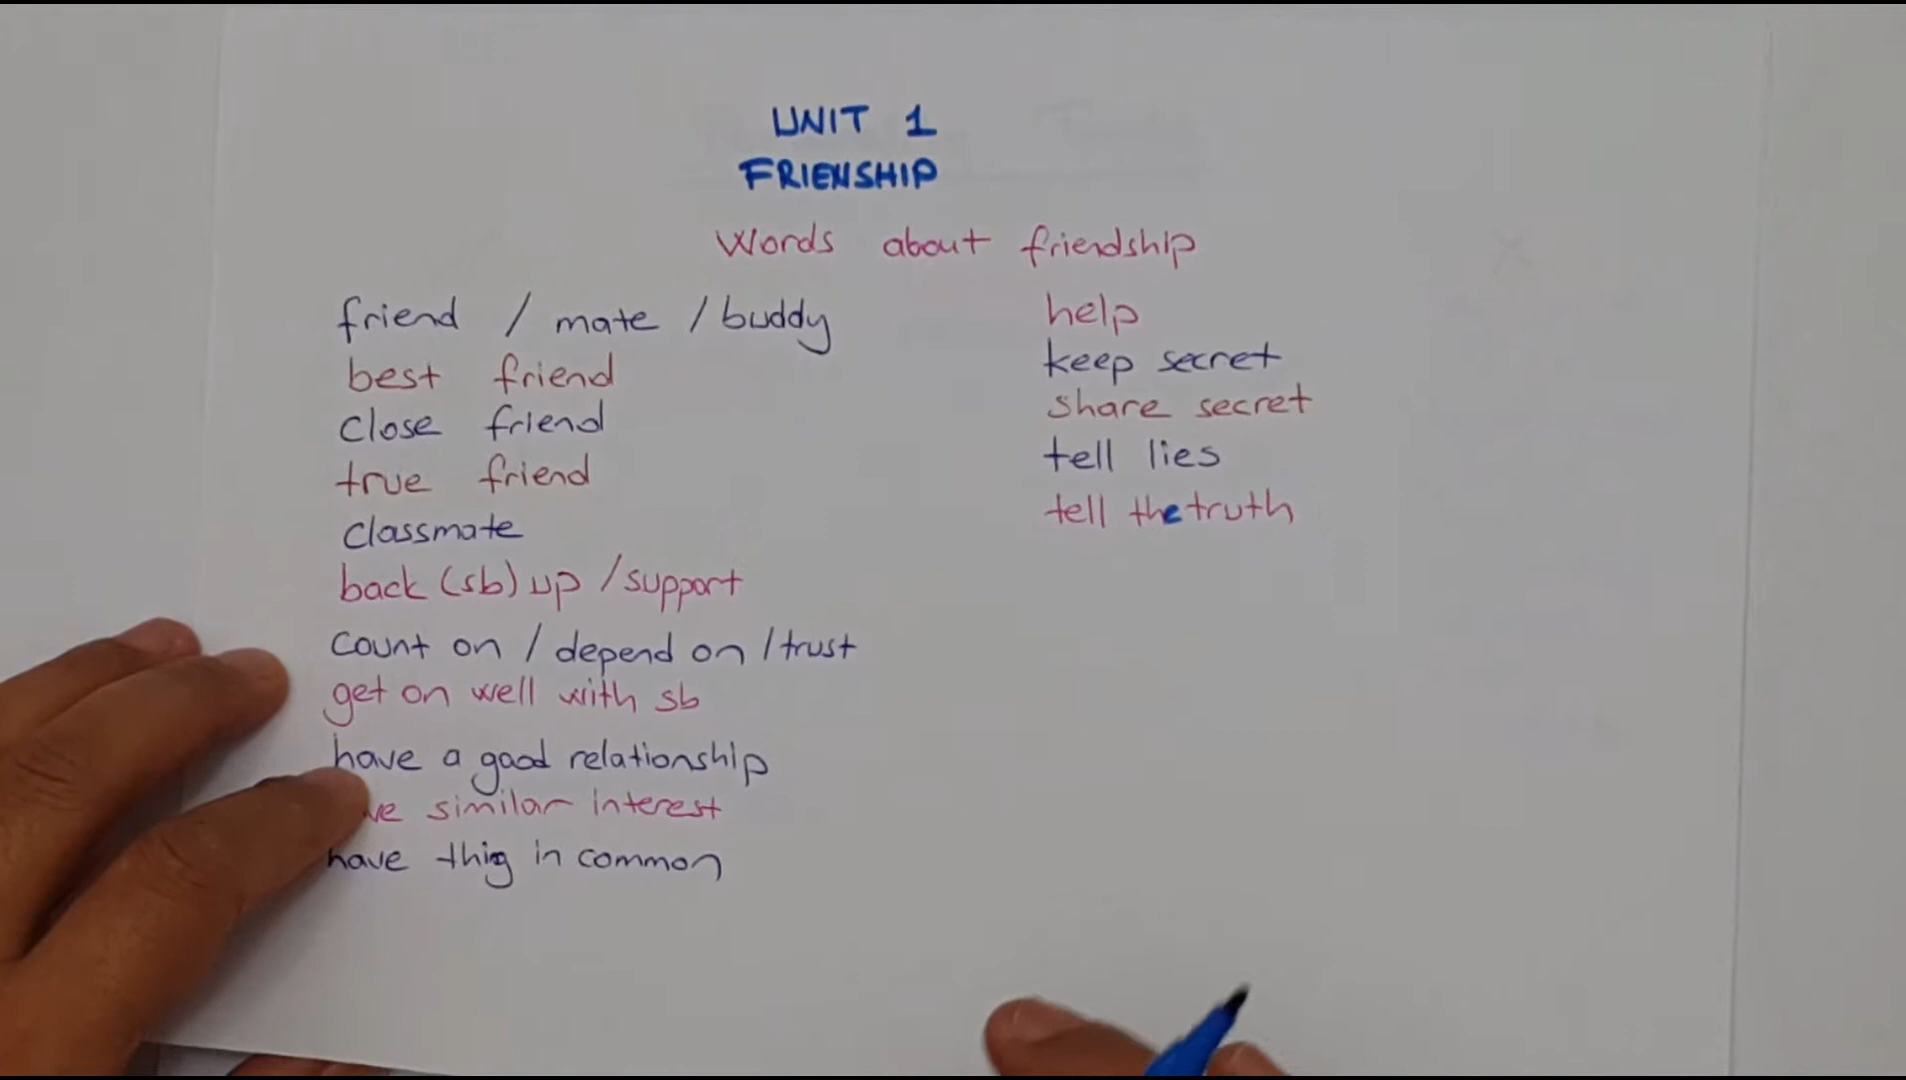 UNIT 1
FRIENSHIP
Words about friendship
friend / mate / buddy
best friend
close friend
true friend
classmate
back (sb) up / support
count on / depend on / trust
get on well with sb
have a good relationship
ve similar interest
have thig in common
help
keep secret
share secret
tell lies
tell the truth